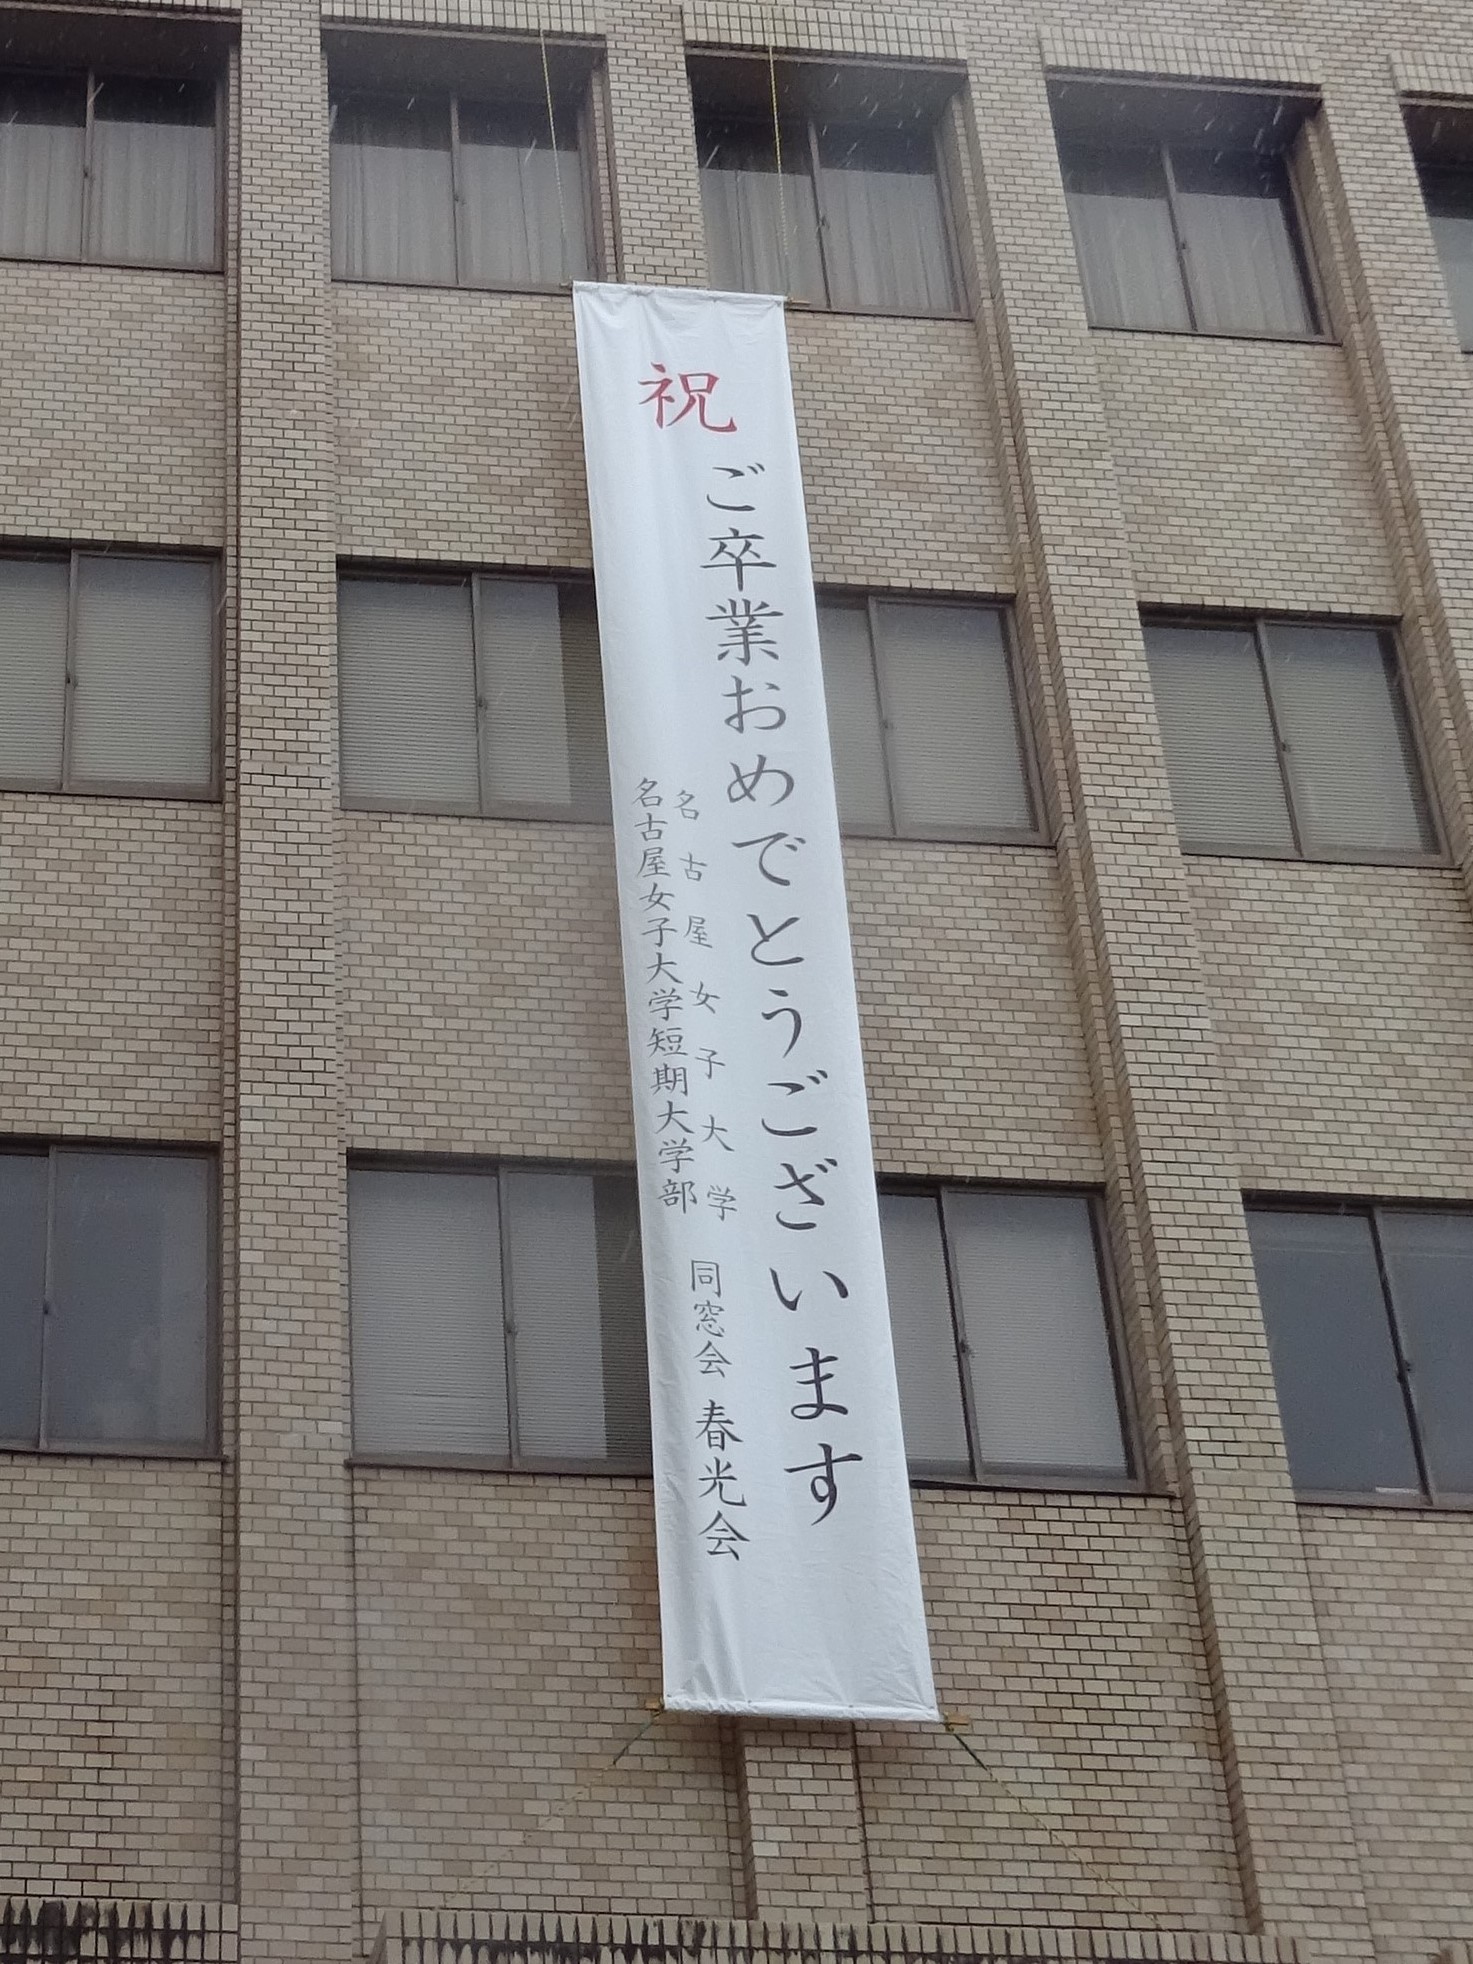 祝
ご卒業おめでとうございます
名古屋女子大学
名古屋女子大学短期大学部
同窓会 春光会